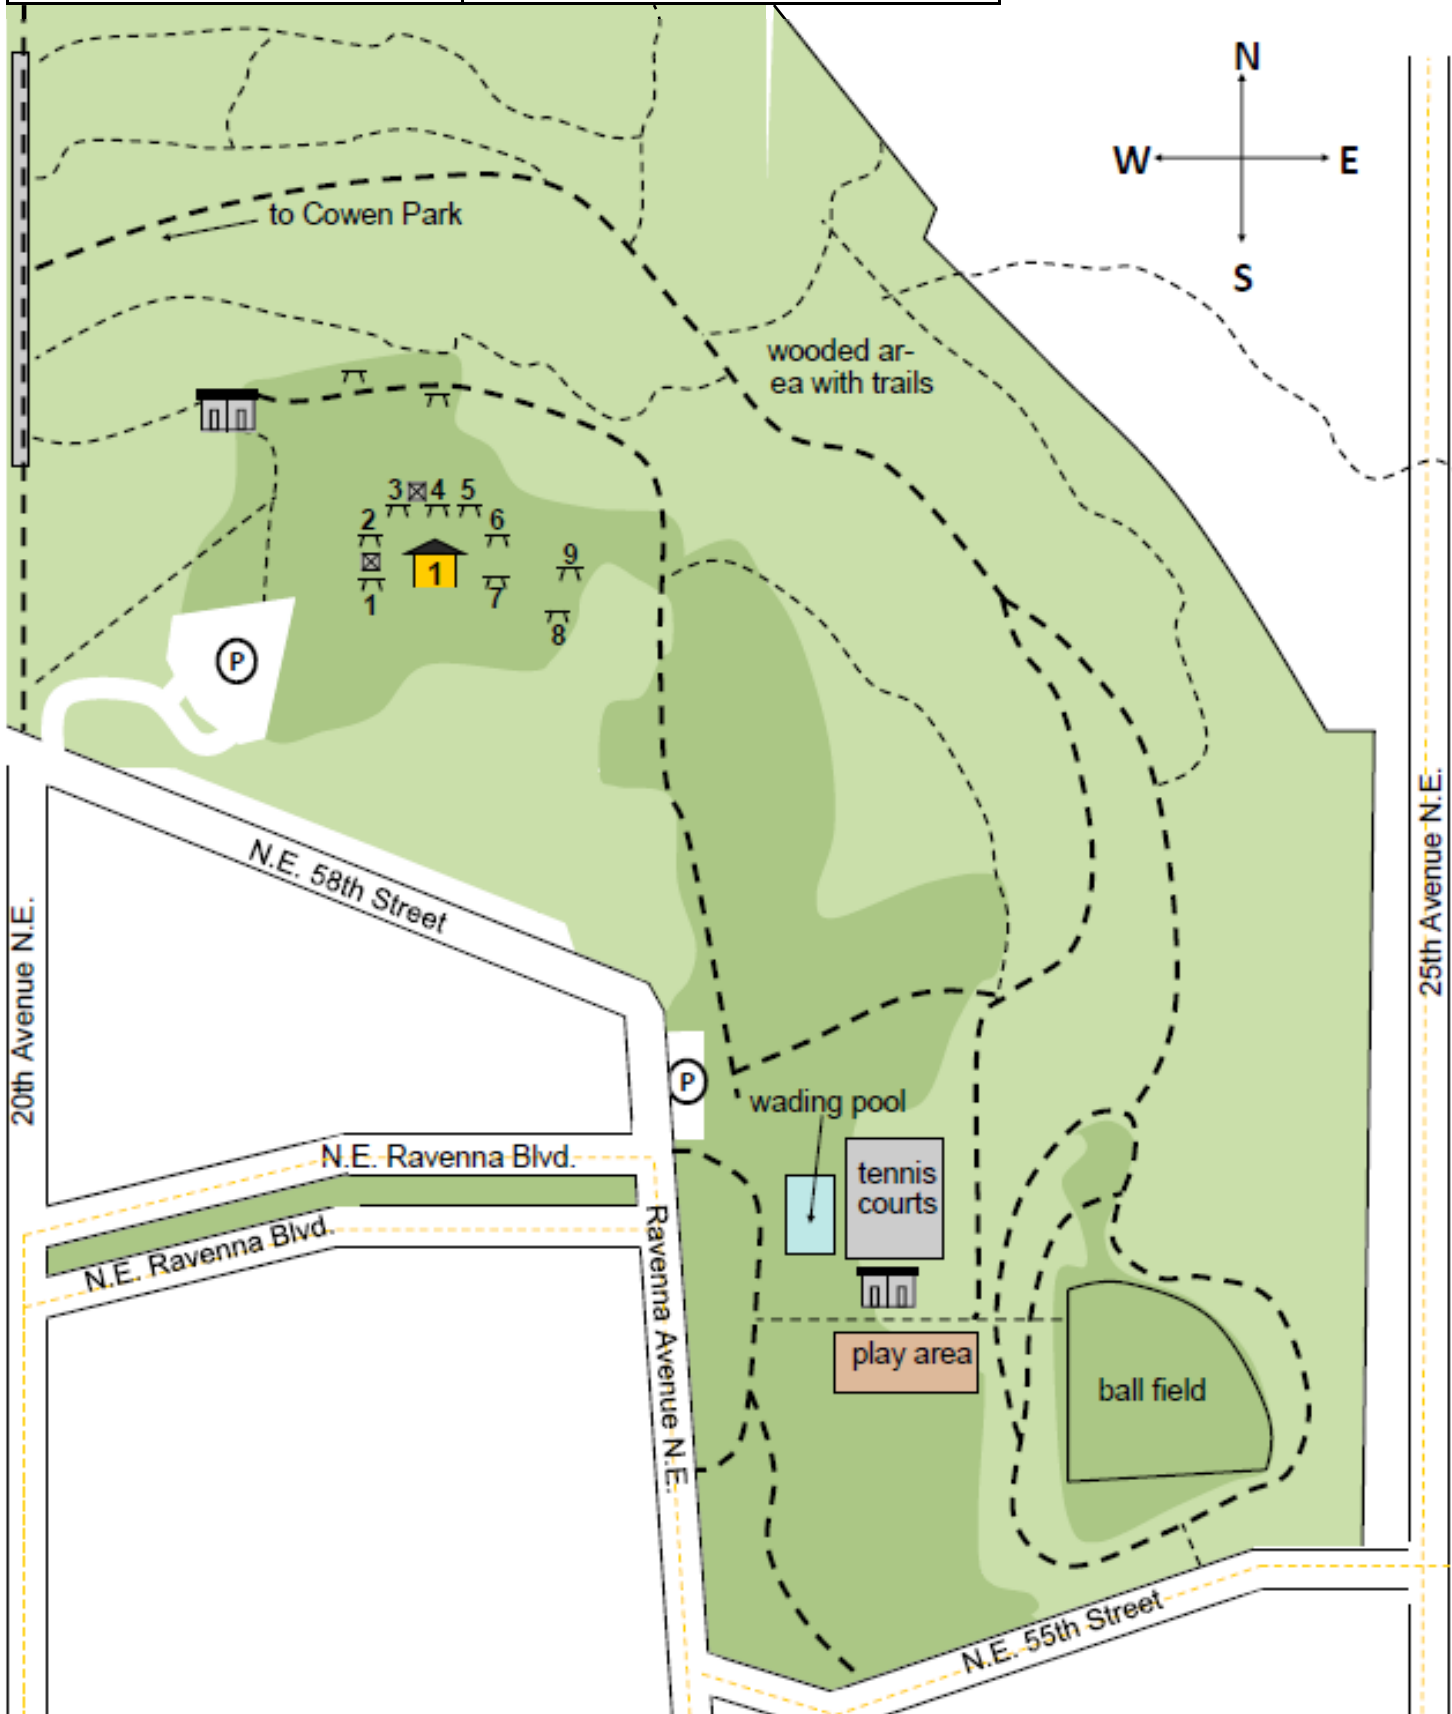 N
W E
S
to Cowen Park
wooded ar-
ea with trails
3 4 5
2 6
9
1
1 7
8
P
N.E. 58th Street
20th Avenue N.E.
25th Avenue N.E.
P
wading pool
tennis
courts
N.E. Ravenna Blvd.
N.E. Ravenna Blvd.
Ravenna Avenue N.E.
play area
ball field
N.E. 55th Street